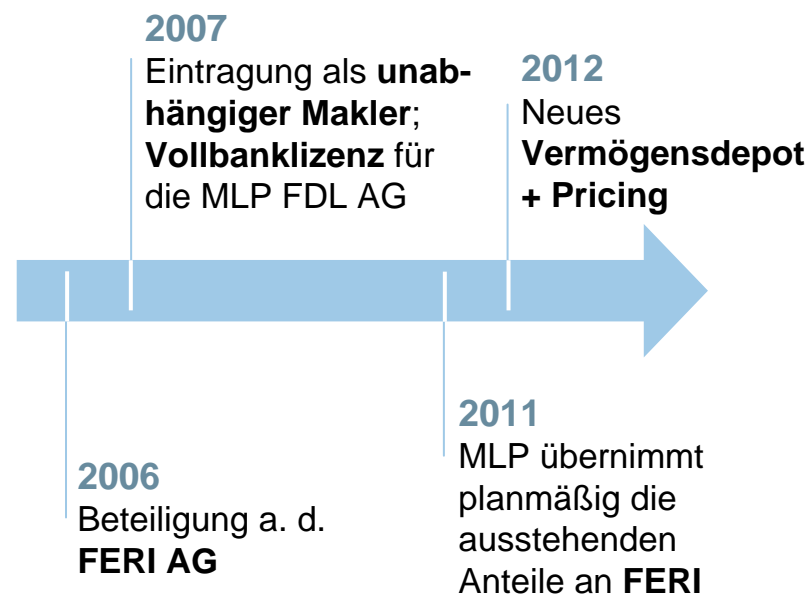 2007
Eintragung als unab-
hängiger Makler;
Vollbanklizenz für
die MLP FDL AG
2012
Neues
Vermögensdepot
+ Pricing
2006
Beteiligung a. d.
FERI AG
2011
MLP übernimmt
planmäßig die
ausstehenden
Anteile an FERI